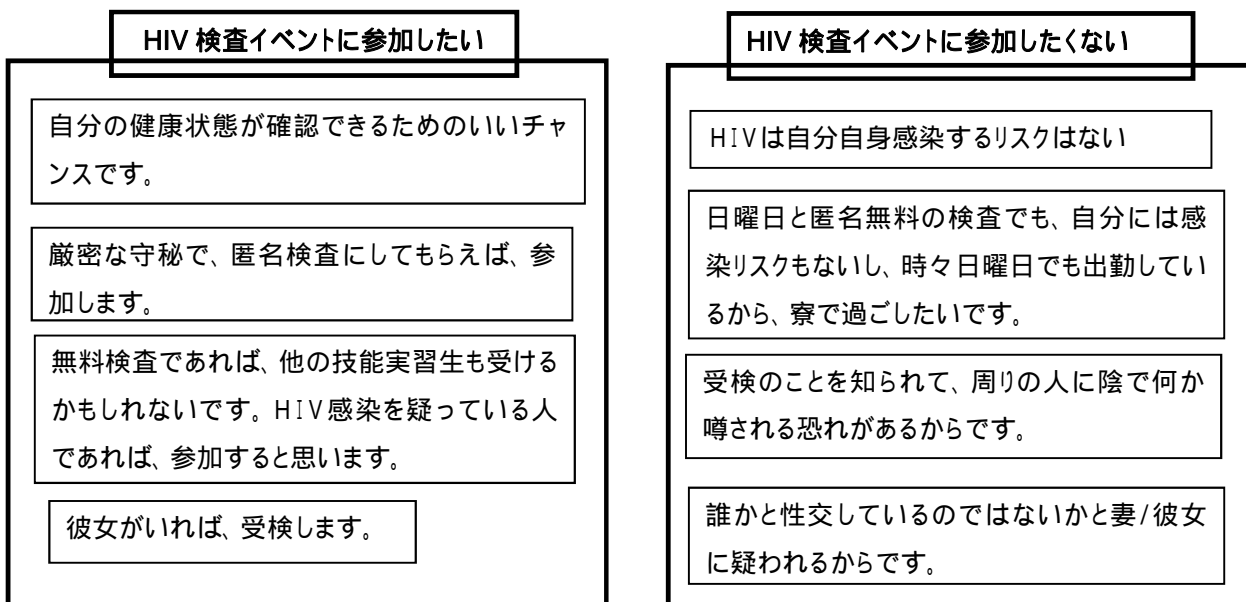 HIV 検査イベントに参加したい
自分の健康状態が確認できるためのいいチャ
ンスです。
厳密な守秘で、匿名検査にしてもらえば、参
加します。
無料検査であれば、他の技能実習生も受ける
かもしれないです。HIV感染を疑っている人
であれば、参加すると思います。
彼女がいれば、受検します。
HIV 検査イベントに参加したくない
HIVは自分自身感染するリスクはない
日曜日と匿名無料の検査でも、自分には感
染リスクもないし、時々日曜日でも出勤してい
るから、寮で過ごしたいです。
受検のことを知られて、周りの人に陰で何か
噂される恐れがあるからです。
誰かと性交しているのではないかと妻/彼女
に疑われるからです。